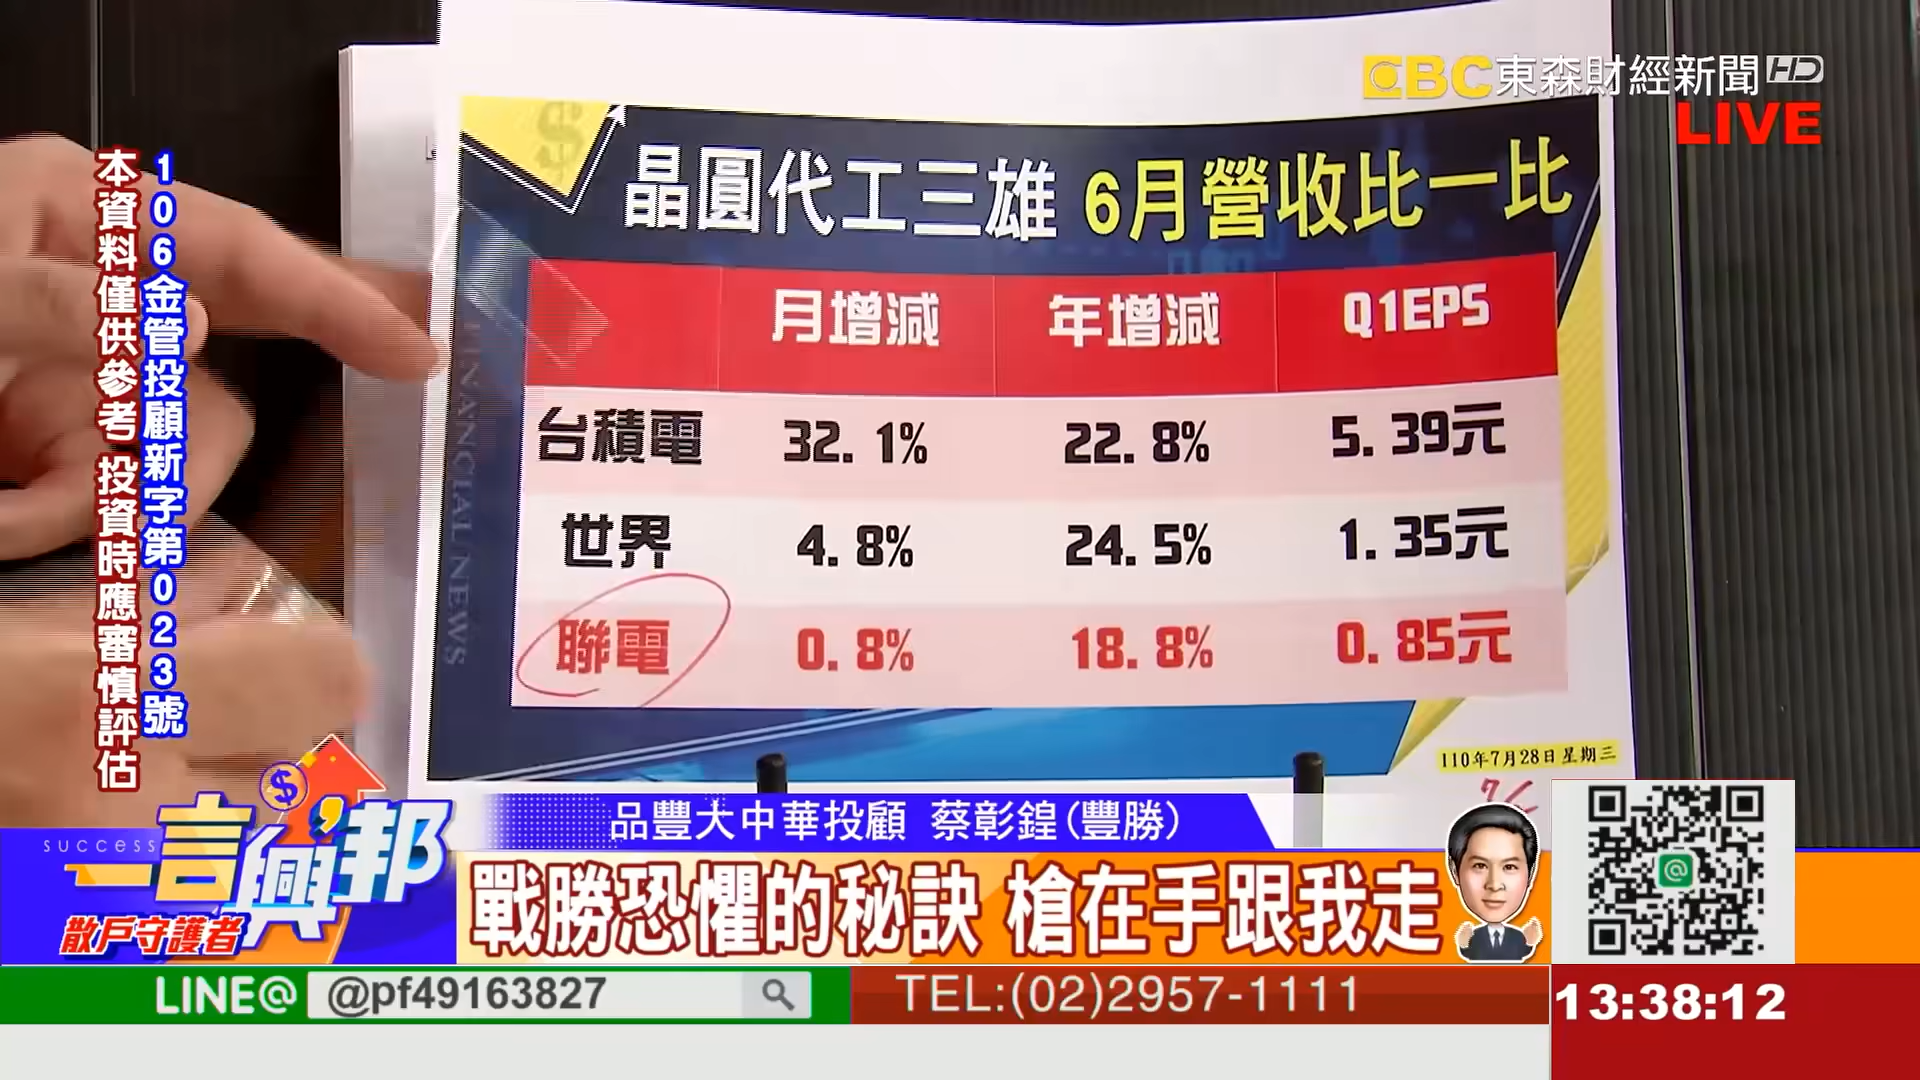 EBC東森財經新聞HD
LIVE
106金管投顧新字第023號
本資料僅供參考 投資時應審慎評估
晶圓代工三雄 6月營收比一比
月增減 年增減 Q1EPS
台積電 32.1% 22.8% 5.39元
世界 4.8% 24.5% 1.35元
聯電 0.8% 18.8% 0.85元
FINANCIAL NEWS
110年7月28日星期三
success
一言興邦
散戶守護者
品豐大中華投顧 蔡彰鍠(豐勝)
戰勝恐懼的秘訣 槍在手跟我走
LINE@ @pf49163827
TEL:(02)2957-1111
13:38:12